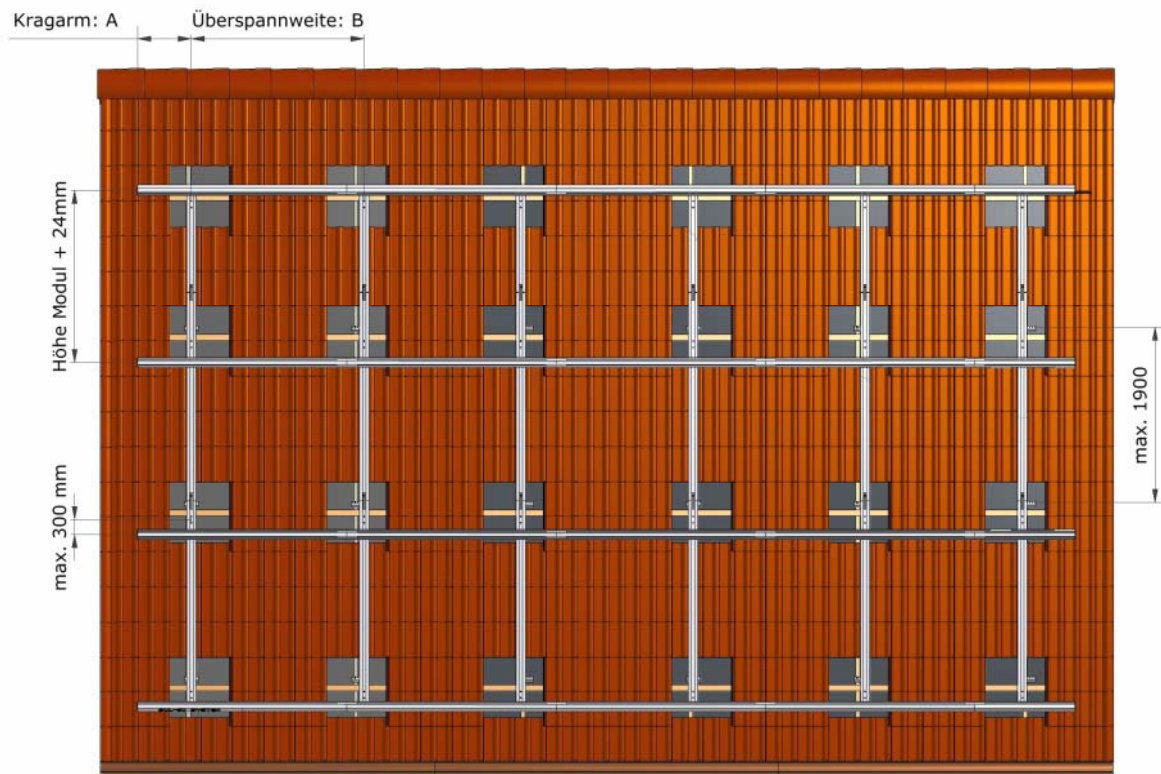 Kragarm: A
Überspannweite: B
Höhe Modul + 24mm
max. 1900
max. 300 mm